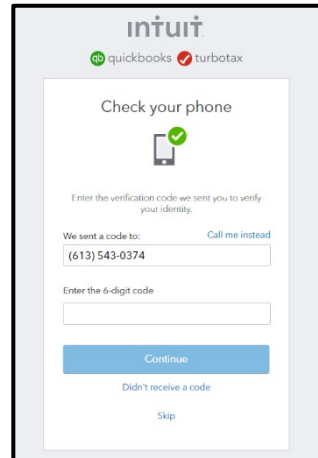 intuit
qb quickbooks turbotax
Check your phone
Enter the verification code we sent you to verify
your identity.
We sent a code to: Call me instead
(613) 543-0374
Enter the 6-digit code
Continue
Didn't receive a code
Skip